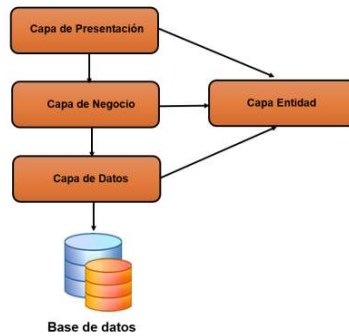 Capa de Presentación
Capa de Negocio
Capa Entidad
Capa de Datos
Base de datos